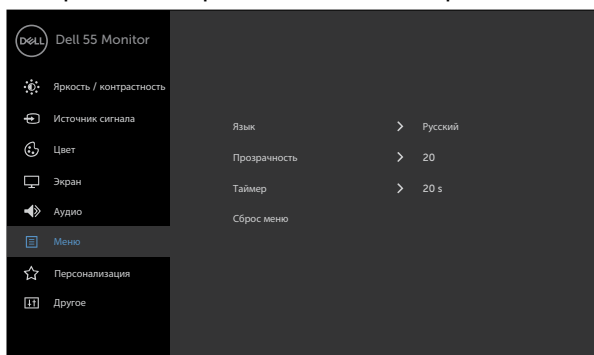 DELL Dell 55 Monitor
Яркость / контрастность
Источник сигнала
Цвет
Экран
Аудио
Меню
Персонализация
Другое
Язык Русский
Прозрачность 20
Таймер 20 s
Сброс меню